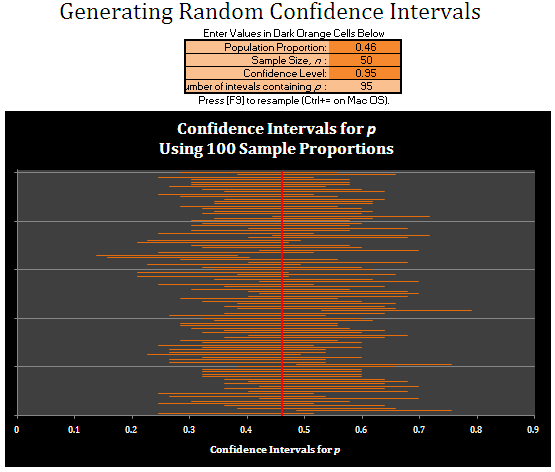 Generating Random Confidence Intervals
Enter Values in Dark Orange Cells Below
Population Proportion: 0.46
Sample Size, n : 50
Confidence Level: 0.95
umber of intevals containing p : 95
Press [F9] to resample (Ctrl+= on Mac OS).
Confidence Intervals for p
Using 100 Sample Proportions
0 0.1 0.2 0.3 0.4 0.5 0.6 0.7 0.8 0.9
Confidence Intervals for p